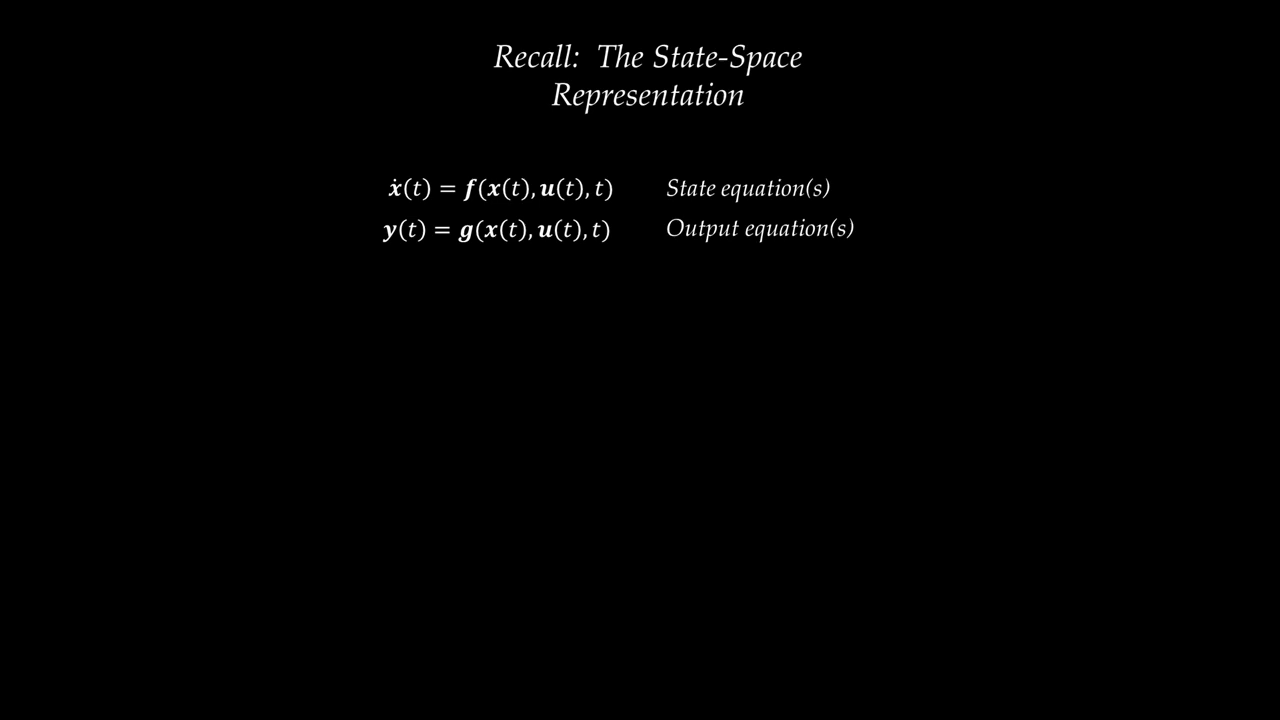 Recall: The State-Space
Representation
ẋ(t) = f(x(t), u(t), t) State equation(s)
y(t) = g(x(t), u(t), t) Output equation(s)